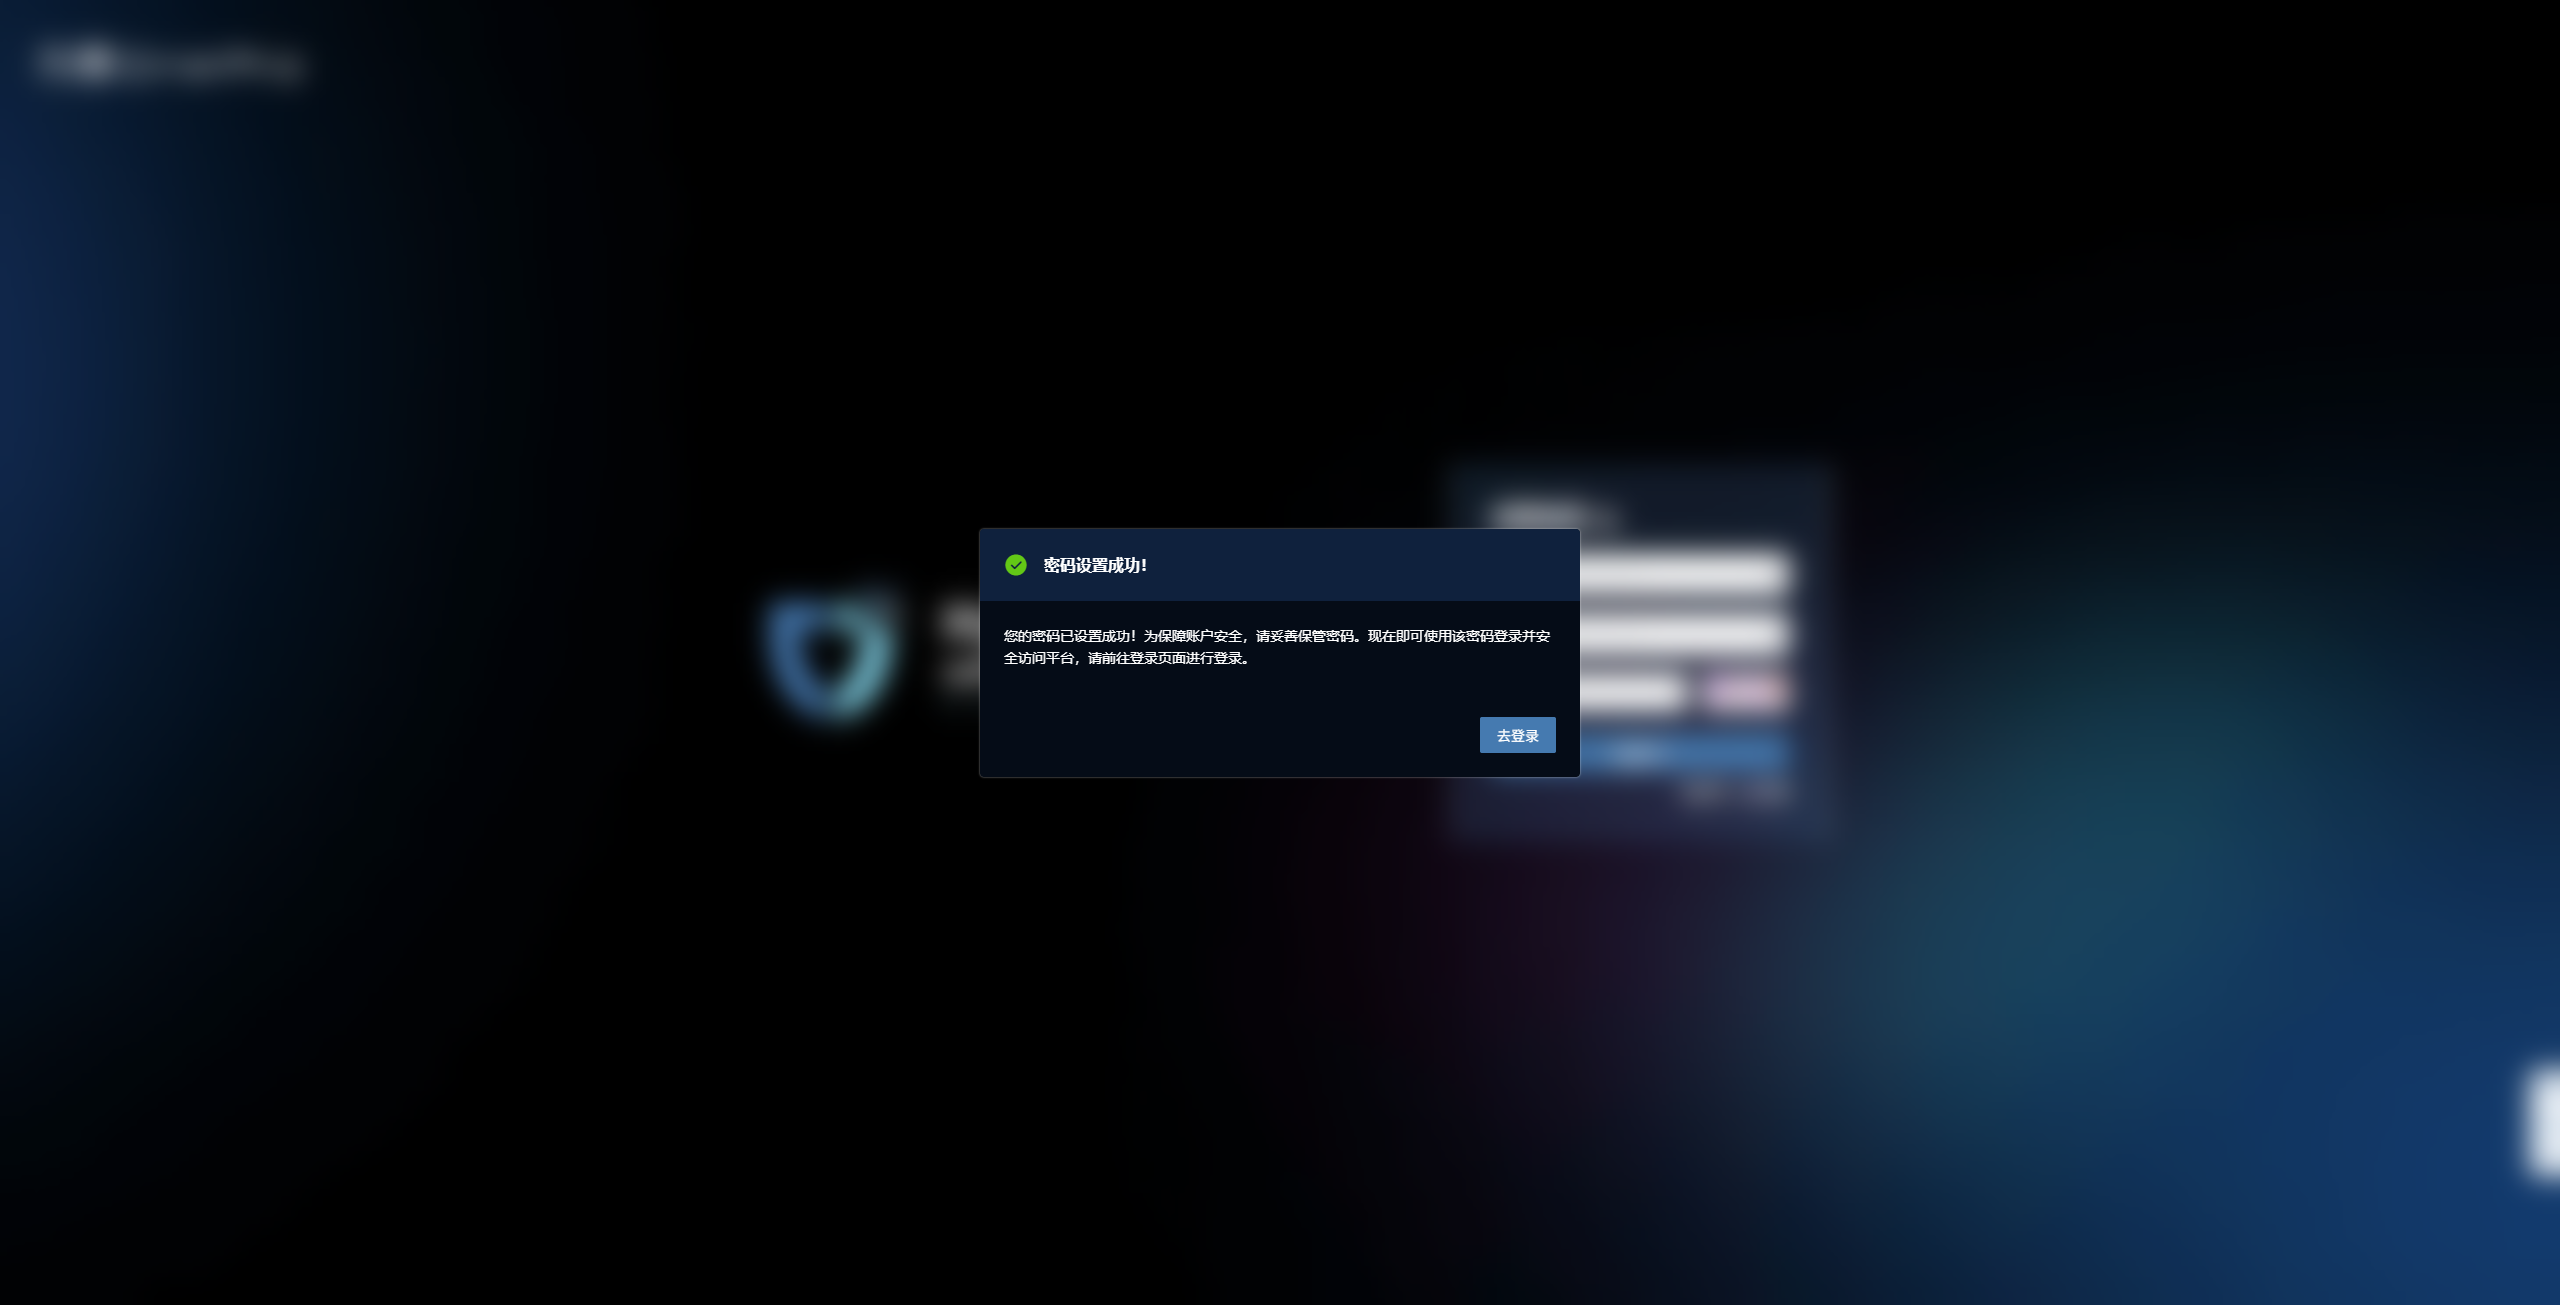 密码设置成功！
您的密码已设置成功！为保障账户安全，请妥善保管密码。现在即可使用该密码登录并安
全访问平台，请前往登录页面进行登录。
去登录